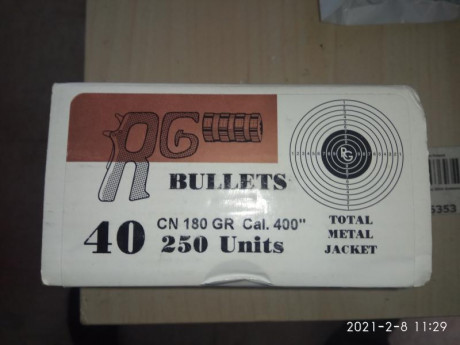 RG
BULLETS
40
CN 180 GR Cal. 400"
250 Units
RG
TOTAL
METAL
JACKET
5353
2021-2-8 11:29